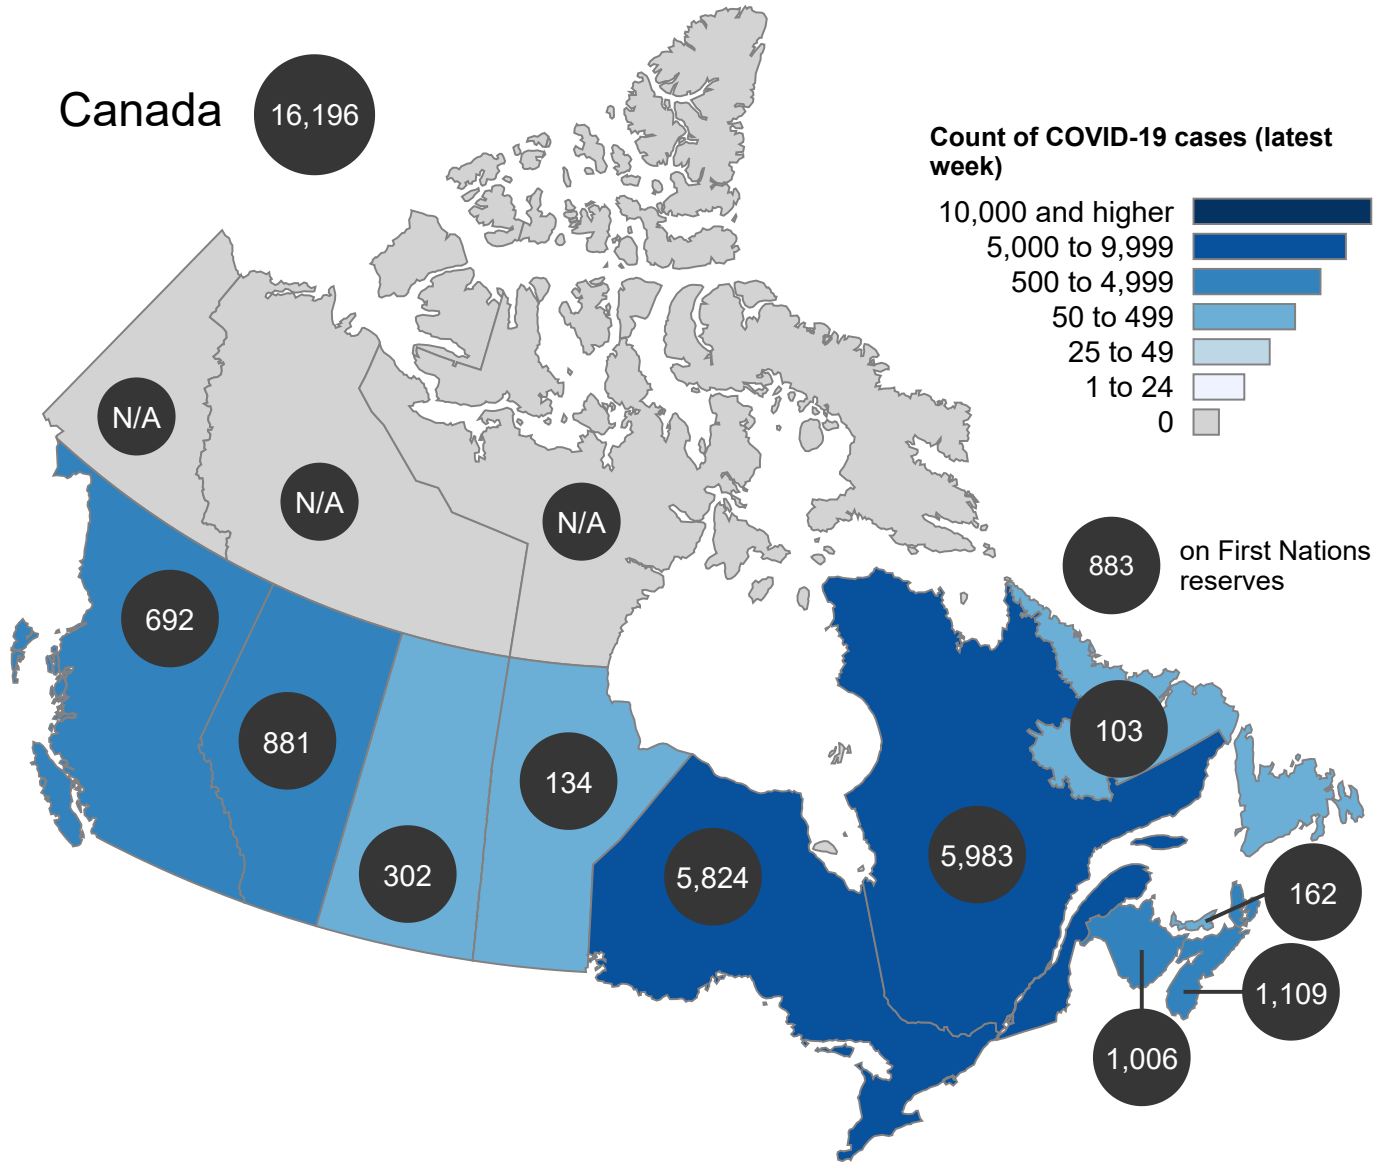 Canada
16,196
Count of COVID-19 cases (latest
week)
10,000 and higher
5,000 to 9,999
500 to 4,999
50 to 499
25 to 49
1 to 24
0
N/A
N/A
N/A
883
on First Nations
reserves
692
881
302
134
5,824
5,983
103
162
1,109
1,006